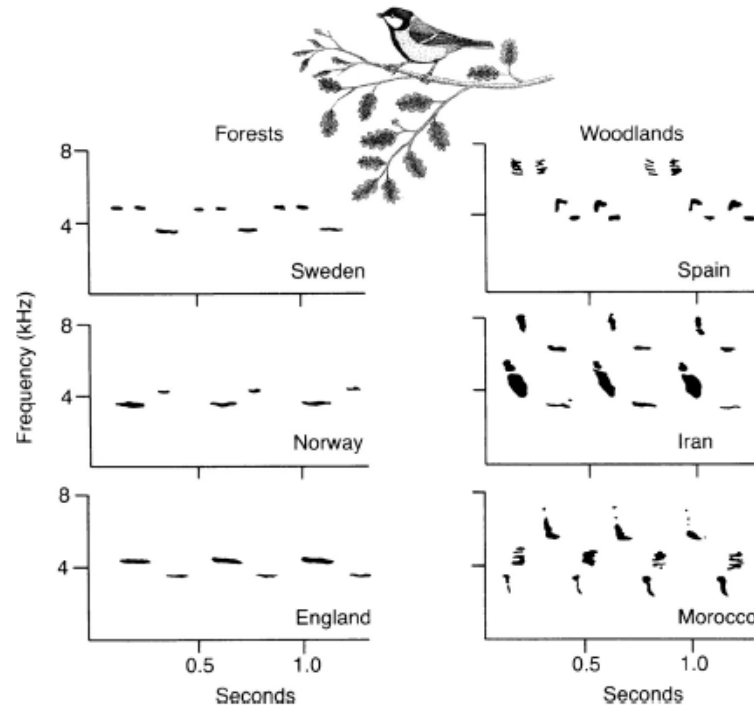 Forests
Woodlands
8
4
Sweden
Spain
8
4
Norway
Iran
8
4
England
Morocco
Frequency (kHz)
0.5
1.0
0.5
1.0
Seconds
Seconds